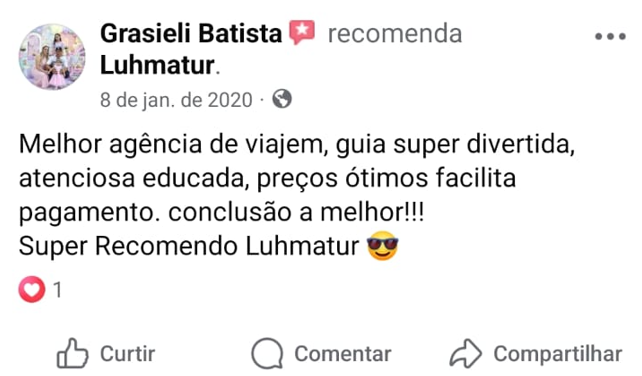 Grasieli Batista recomenda
Luhmatur.
8 de jan. de 2020 ·
Melhor agência de viajem, guia super divertida,
atenciosa educada, preços ótimos facilita
pagamento. conclusão a melhor!!!
Super Recomendo Luhmatur 😎
1
Curtir Comentar Compartilhar